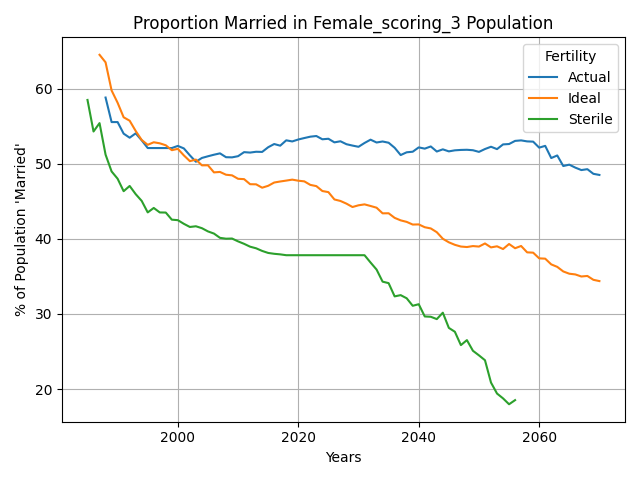 Proportion Married in Female_scoring_3 Population
Fertility
Actual
Ideal
Sterile
% of Population 'Married'
60
50
40
30
20
2000
2020
2040
2060
Years